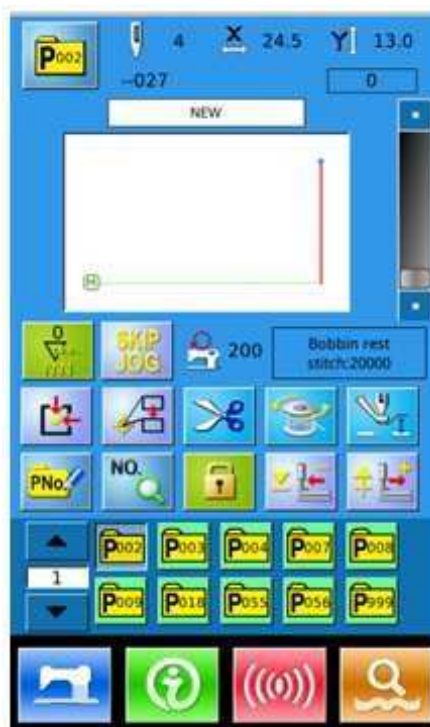 P002 4 X 24.5 Y 13.0
--027 0
NEW
H
0
SKIP JOG
200
Bobbin rest
stitch:20000
PNo. NO.
1
P002 P003 P004 P007 P008
P009 P018 P055 P056 P999